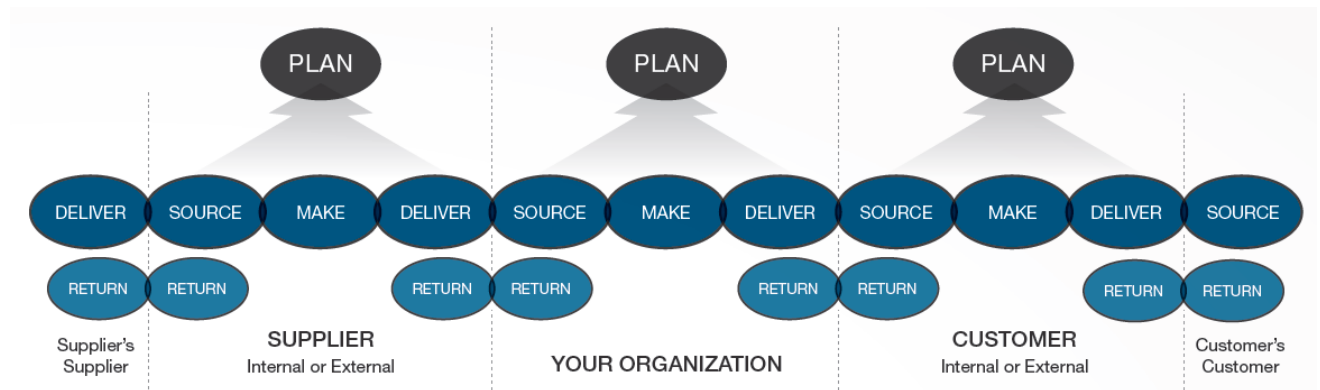 PLAN
PLAN
PLAN
DELIVER
SOURCE
MAKE
DELIVER
SOURCE
MAKE
DELIVER
SOURCE
MAKE
DELIVER
SOURCE
RETURN
RETURN
RETURN
RETURN
RETURN
RETURN
RETURN
RETURN
Supplier's
Supplier
SUPPLIER
Internal or External
YOUR ORGANIZATION
CUSTOMER
Internal or External
Customer's
Customer